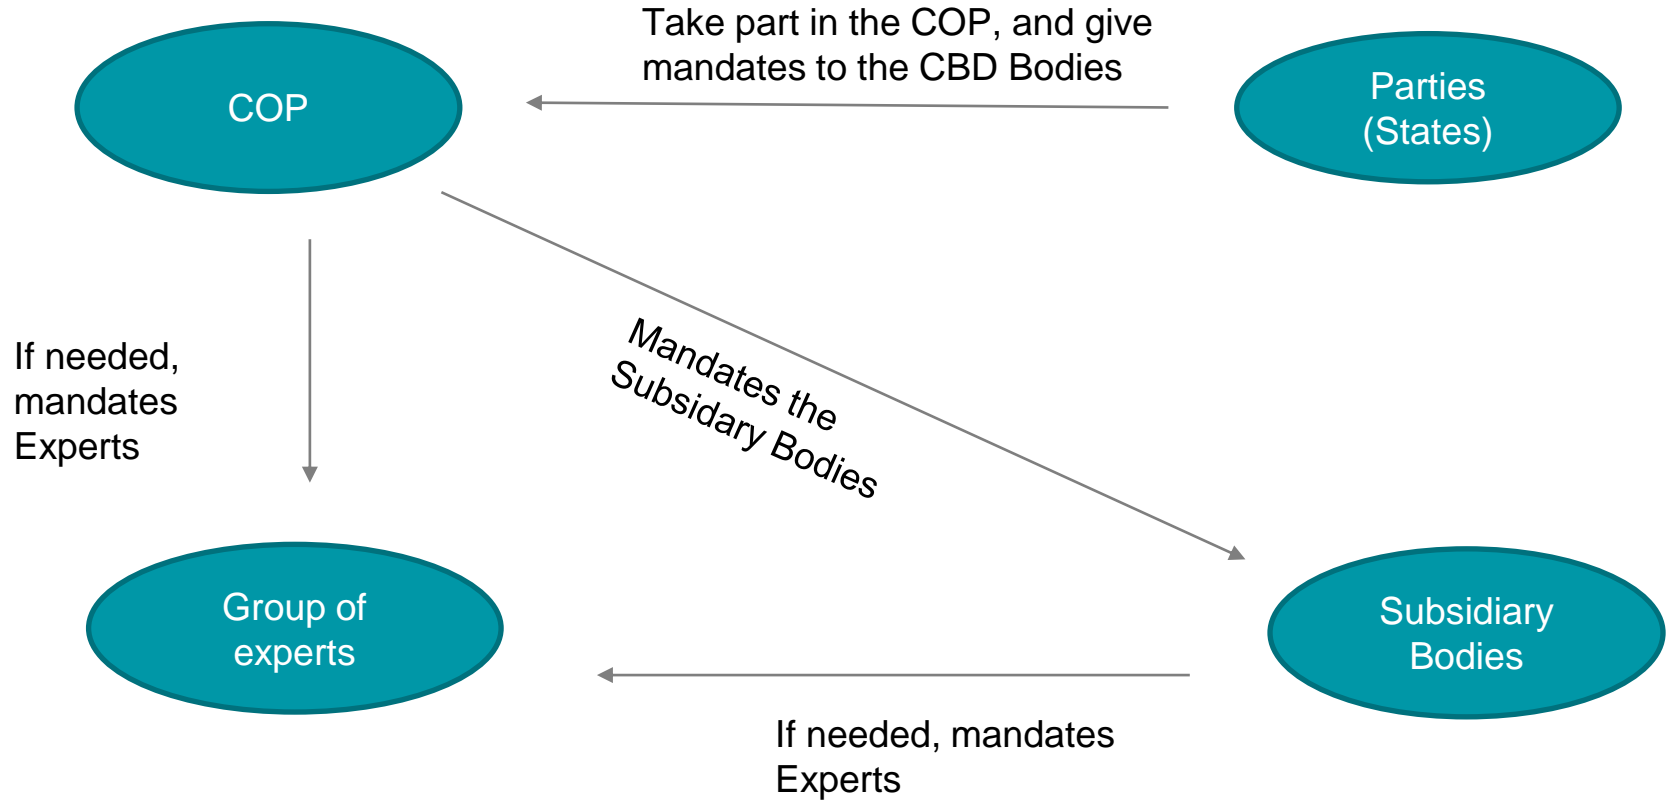 Take part in the COP, and give
mandates to the CBD Bodies
COP
Parties
(States)
If needed,
mandates
Experts
Mandates the
Subsidary Bodies
Group of
experts
Subsidiary
Bodies
If needed, mandates
Experts